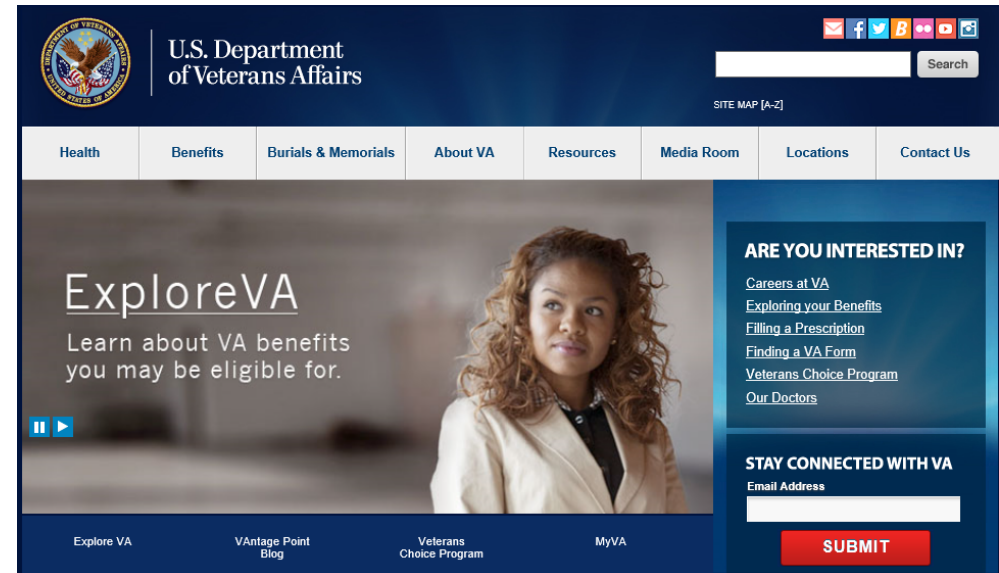 U.S. Department
of Veterans Affairs
Search
SITE MAP [A-Z]
Health
Benefits
Burials & Memorials
About VA
Resources
Media Room
Locations
Contact Us
ExploreVA
Learn about VA benefits
you may be eligible for.
ARE YOU INTERESTED IN?
Careers at VA
Exploring your Benefits
Filling a Prescription
Finding a VA Form
Veterans Choice Program
Our Doctors
STAY CONNECTED WITH VA
Email Address
SUBMIT
Explore VA
VAntage Point
Blog
Veterans
Choice Program
MyVA